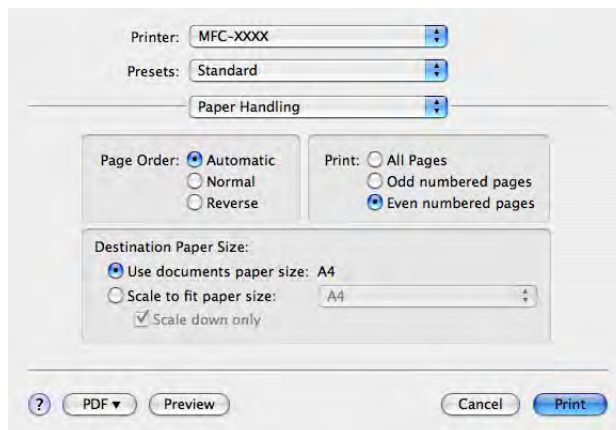 Printer: MFC-XXXX
Presets: Standard
Paper Handling
Page Order: Automatic
Normal
Reverse
Print: All Pages
Odd numbered pages
Even numbered pages
Destination Paper Size:
Use documents paper size: A4
Scale to fit paper size: A4
Scale down only
? PDF ▼ Preview Cancel Print